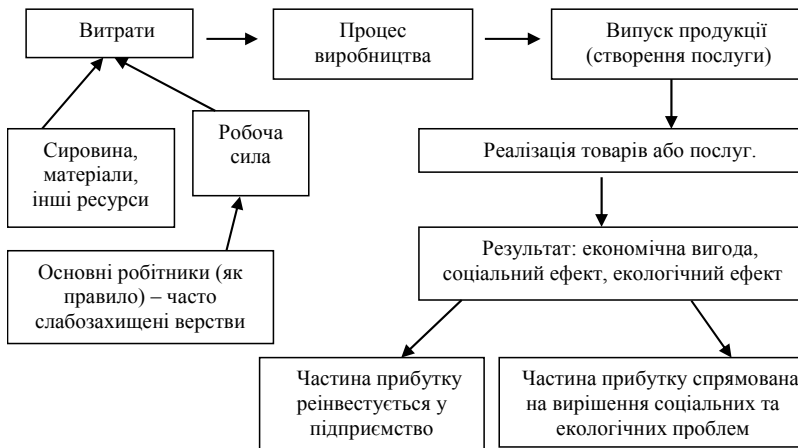 Витрати
Процес
виробництва
Випуск продукції
(створення послуги)
Сировина,
матеріали,
інші ресурси
Робоча
сила
Реалізація товарів або послуг.
Основні робітники (як
правило) – часто
слабозахищені верстви
Результат: економічна вигода,
соціальний ефект, екологічний ефект
Частина прибутку
реінвестується у
підприємство
Частина прибутку спрямована
на вирішення соціальних та
екологічних проблем